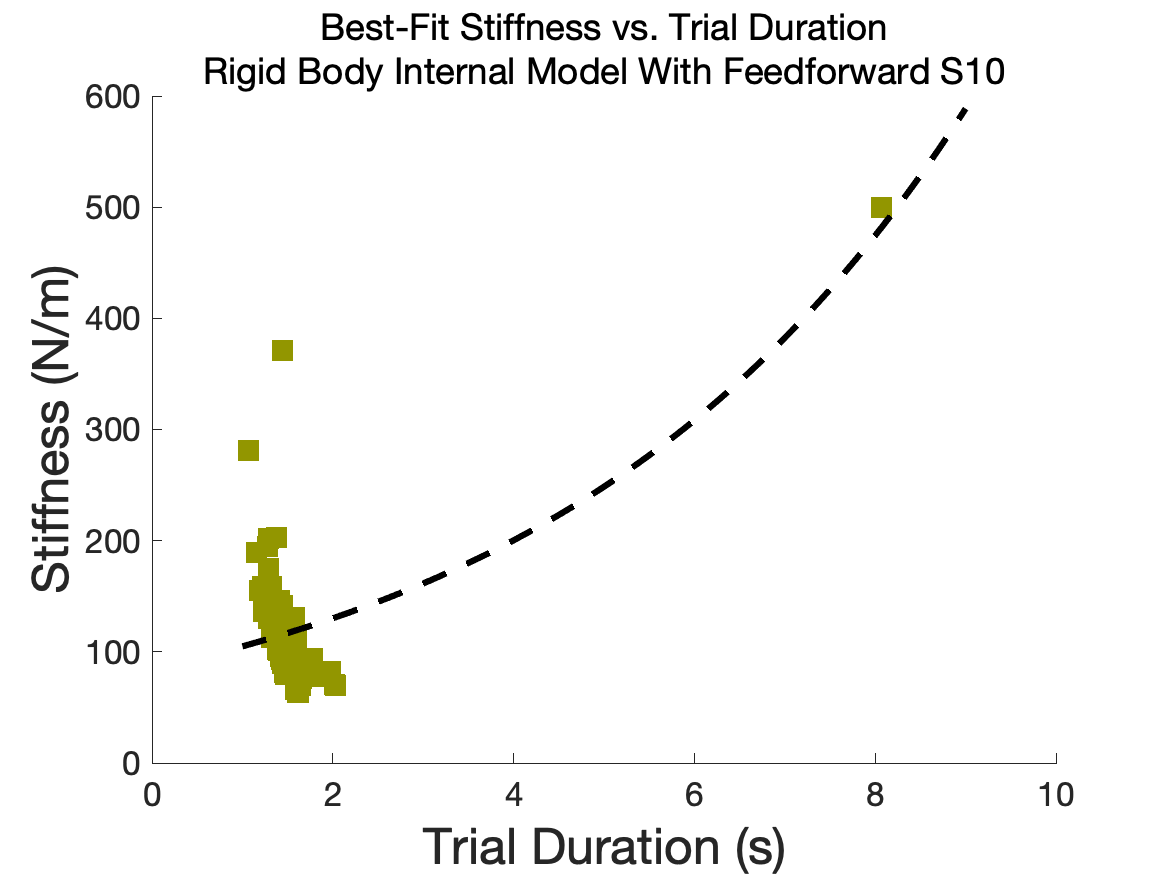 Best-Fit Stiffness vs. Trial Duration
Rigid Body Internal Model With Feedforward S10
600
500
400
300
200
100
0
Stiffness (N/m)
0 2 4 6 8 10
Trial Duration (s)